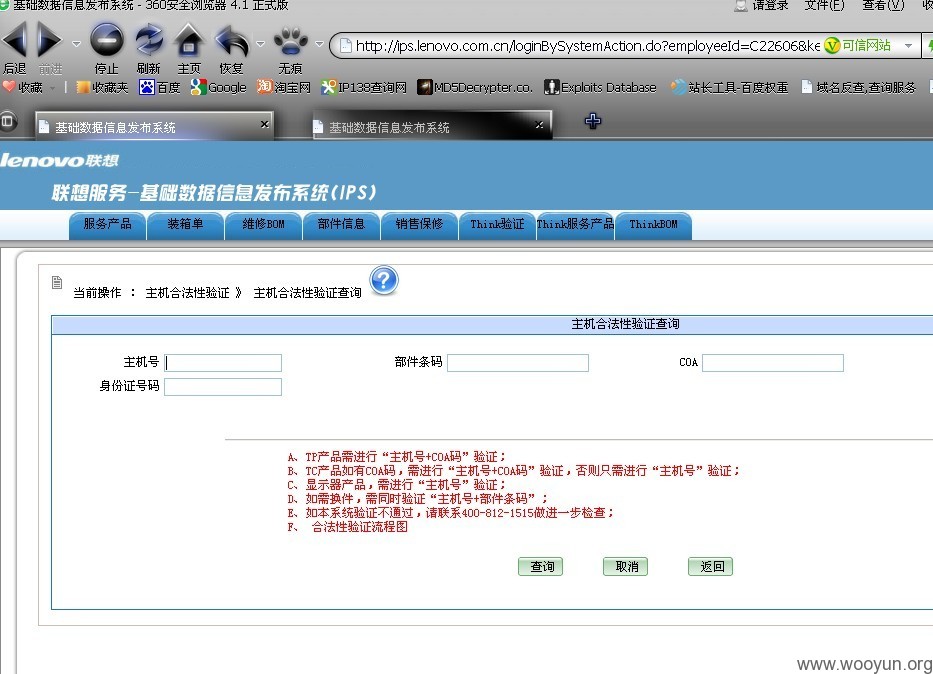 基础数据信息发布系统 - 360安全浏览器 4.1 正式版 请登录 文件(F) 查看(V) 收
后退 前进 停止 刷新 主页 恢复 无痕 http://ips.lenovo.com.cn/loginBySystemAction.do?employeeId=C22606&ke 可信网站
收藏 收藏夹 百度 Google 淘宝网 IP138查询网 MD5Decrypter.co. Exploits Database 站长工具-百度权重 域名反查,查询服务
基础数据信息发布系统 基础数据信息发布系统
lenovo联想
联想服务-基础数据信息发布系统(IPS)
服务产品 装箱单 维修BOM 部件信息 销售保修 Think验证 Think服务产品 ThinkBOM
当前操作 : 主机合法性验证 》 主机合法性验证查询
主机合法性验证查询
主机号 部件条码 COA
身份证号码
A、TP产品需进行“主机号+COA码”验证;
B、TC产品如有COA码,需进行“主机号+COA码”验证,否则只需进行“主机号”验证;
C、显示器产品,需进行“主机号”验证;
D、如需换件,需同时验证“主机号+部件条码”;
E、如本系统验证不通过,请联系400-812-1515做进一步检查;
F、 合法性验证流程图
查询 取消 返回
www.wooyun.org